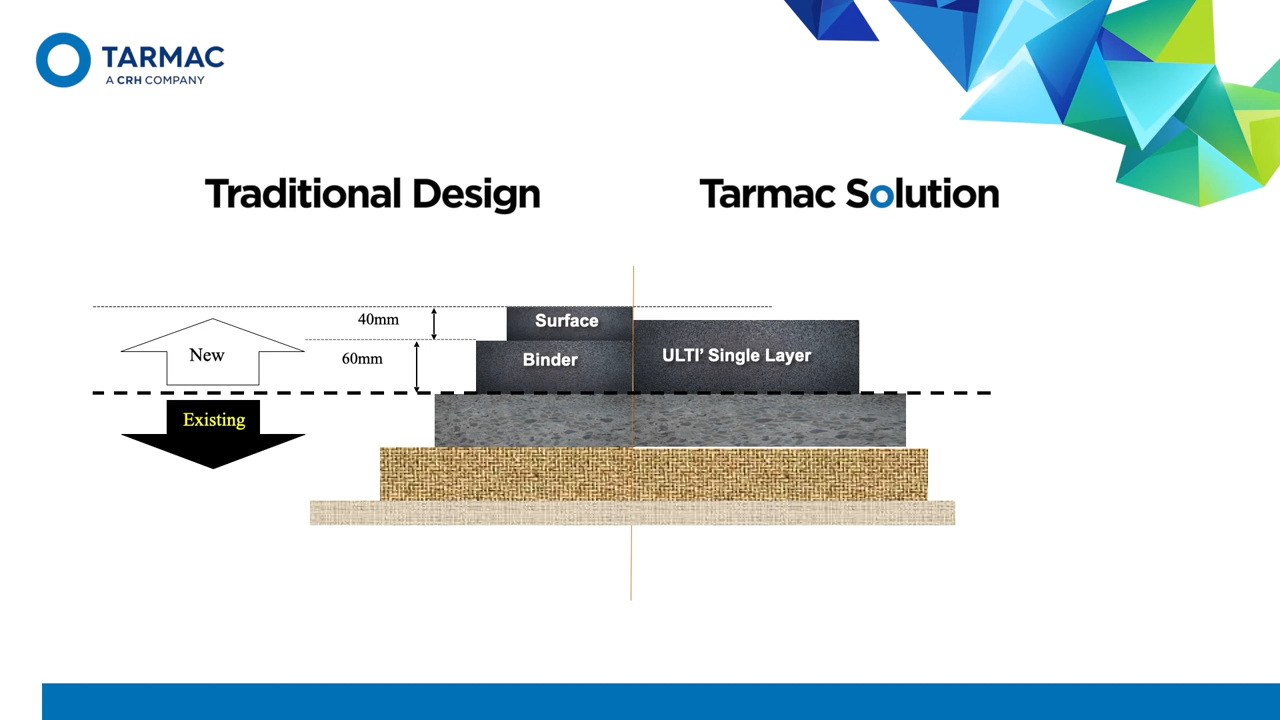 TARMAC
A CRH COMPANY
Traditional Design
Tarmac Solution
40mm
Surface
New
60mm
Binder
ULTI’ Single Layer
Existing